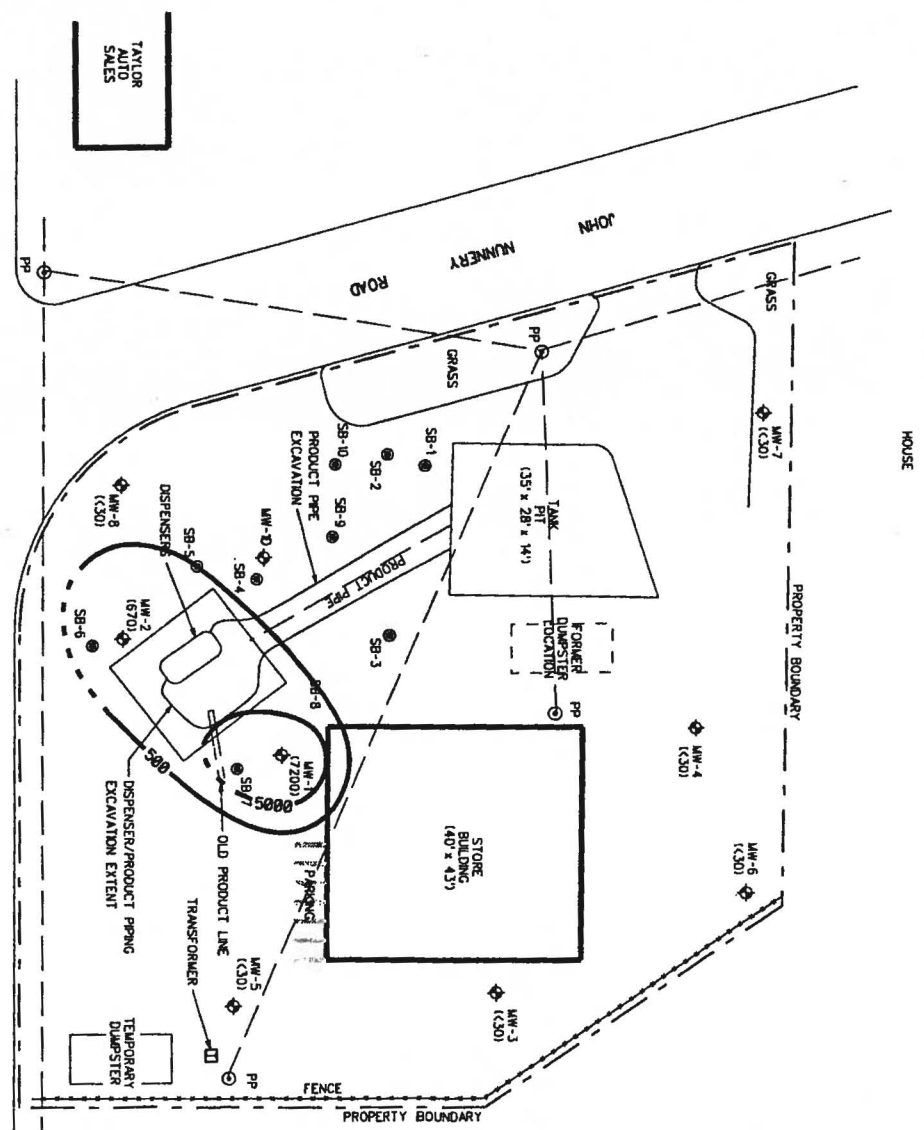 TAYLOR
AUTO
SALES
JOHN NUNNERY ROAD
PP
GRASS
HOUSE
GRASS
PP
MW-7
(<30)
SB-1
SB-2
SB-10
PRODUCT PIPE
EXCAVATION
SB-9
TANK
PIT
(35' x 28' x 14')
PRODUCT PIPE
MW-8
(<30)
DISPENSERS
SB-5
MW-10
SB-4
SB-3
FORMER
DUMPSTER
LOCATION
PROPERTY BOUNDARY
MW-2
(670)
SB-6
SB-8
PP
MW-4
(<30)
MW-1
(7200)
SB-7
500
5000
STORE
BUILDING
(40' x 43')
MW-6
(<30)
DISPENSER/PRODUCT PIPING
EXCAVATION EXTENT
OLD PRODUCT LINE
PARKING
TRANSFORMER
MW-5
(<30)
MW-3
(<30)
TEMPORARY
DUMPSTER
PP
FENCE
PROPERTY BOUNDARY